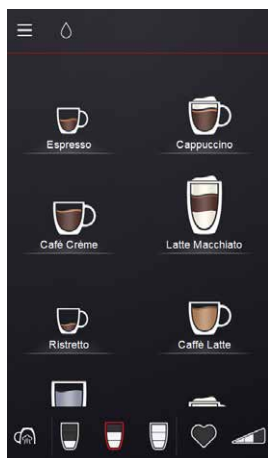 Espresso
Cappuccino
Café Crème
Latte Macchiato
Ristretto
Caffè Latte